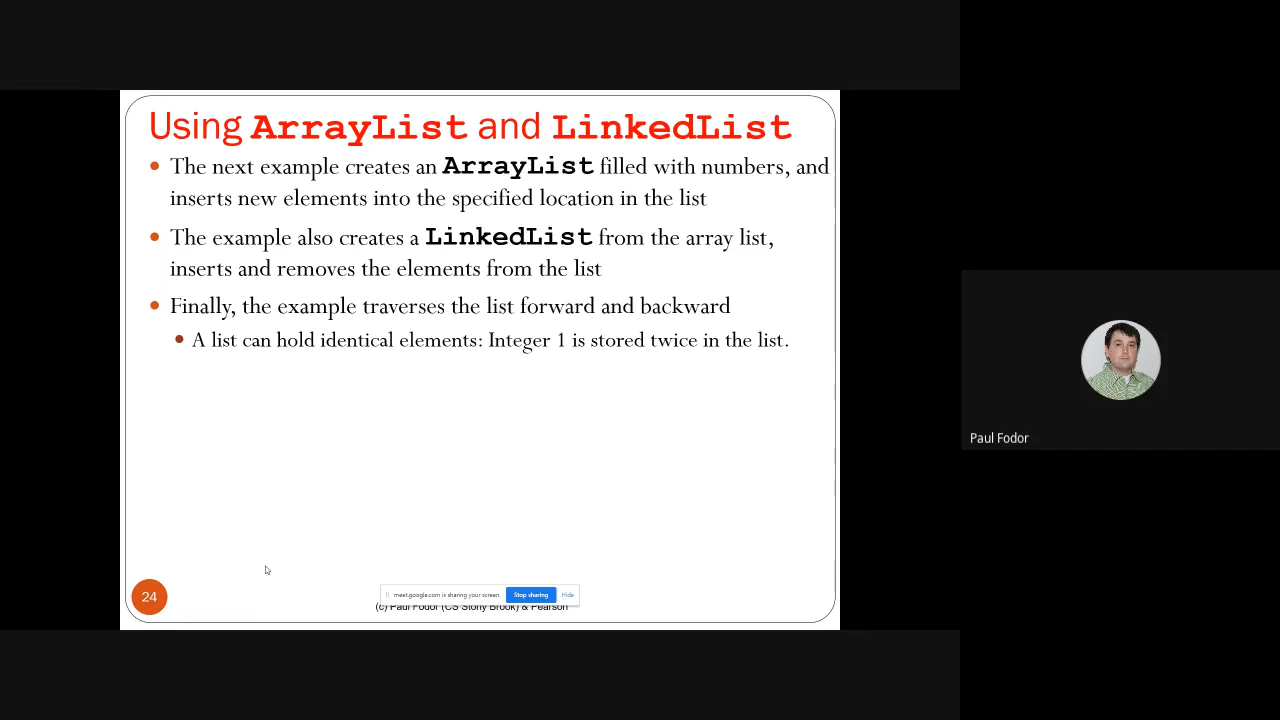 Using ArrayList and LinkedList
The next example creates an ArrayList filled with numbers, and
inserts new elements into the specified location in the list
The example also creates a LinkedList from the array list,
inserts and removes the elements from the list
Finally, the example traverses the list forward and backward
A list can hold identical elements: Integer 1 is stored twice in the list.
Paul Fodor
24
meet.google.com is sharing your screen. Stop sharing Hide
(c) Paul Fodor (CS Stony Brook) & Pearson